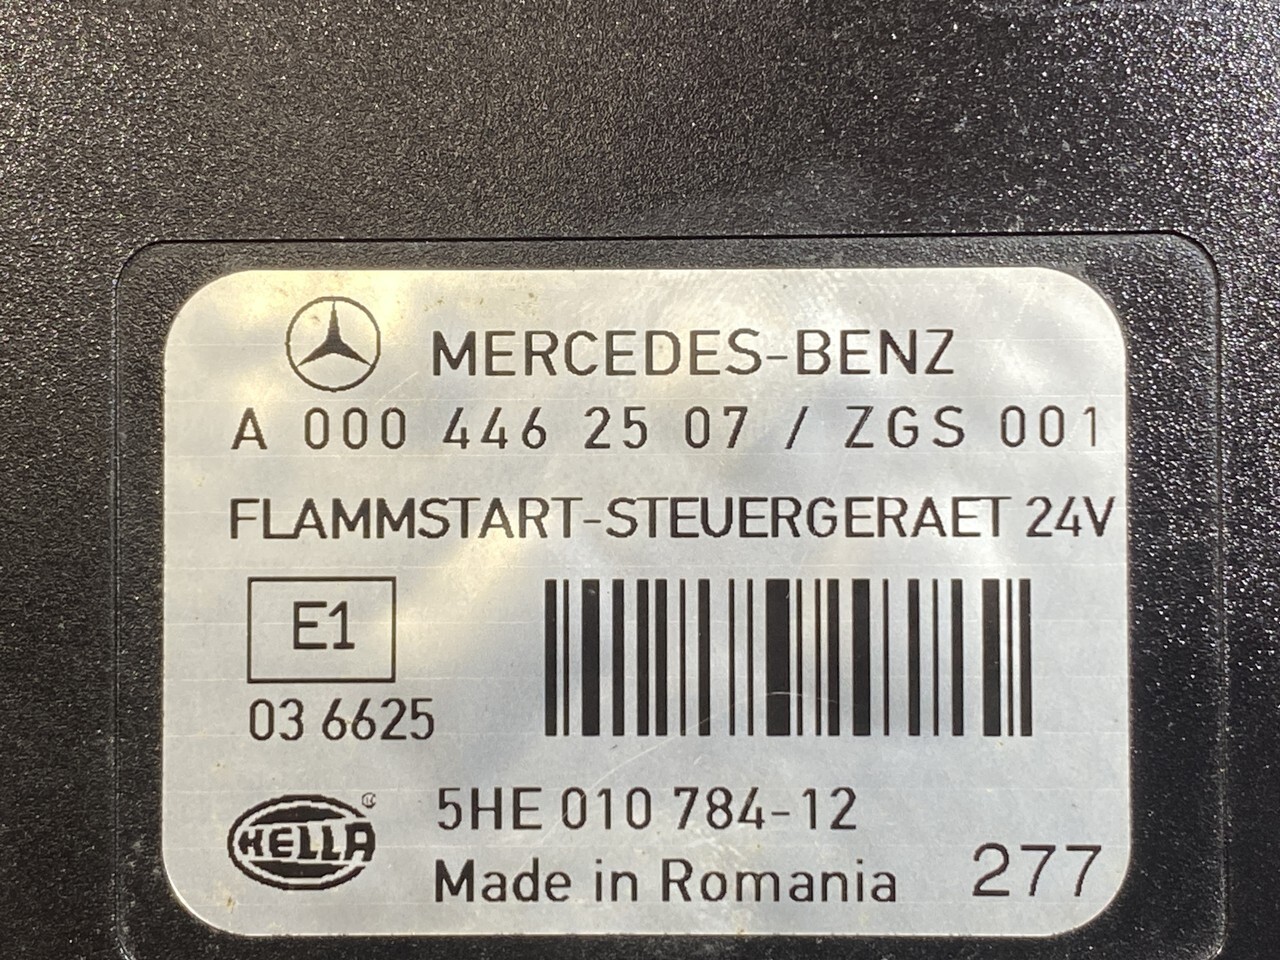 MERCEDES-BENZ
A 000 446 25 07 / ZGS 001
FLAMMSTART-STEUERGERAET 24V
E1
03 6625
HELLA
5HE 010 784-12
Made in Romania
277